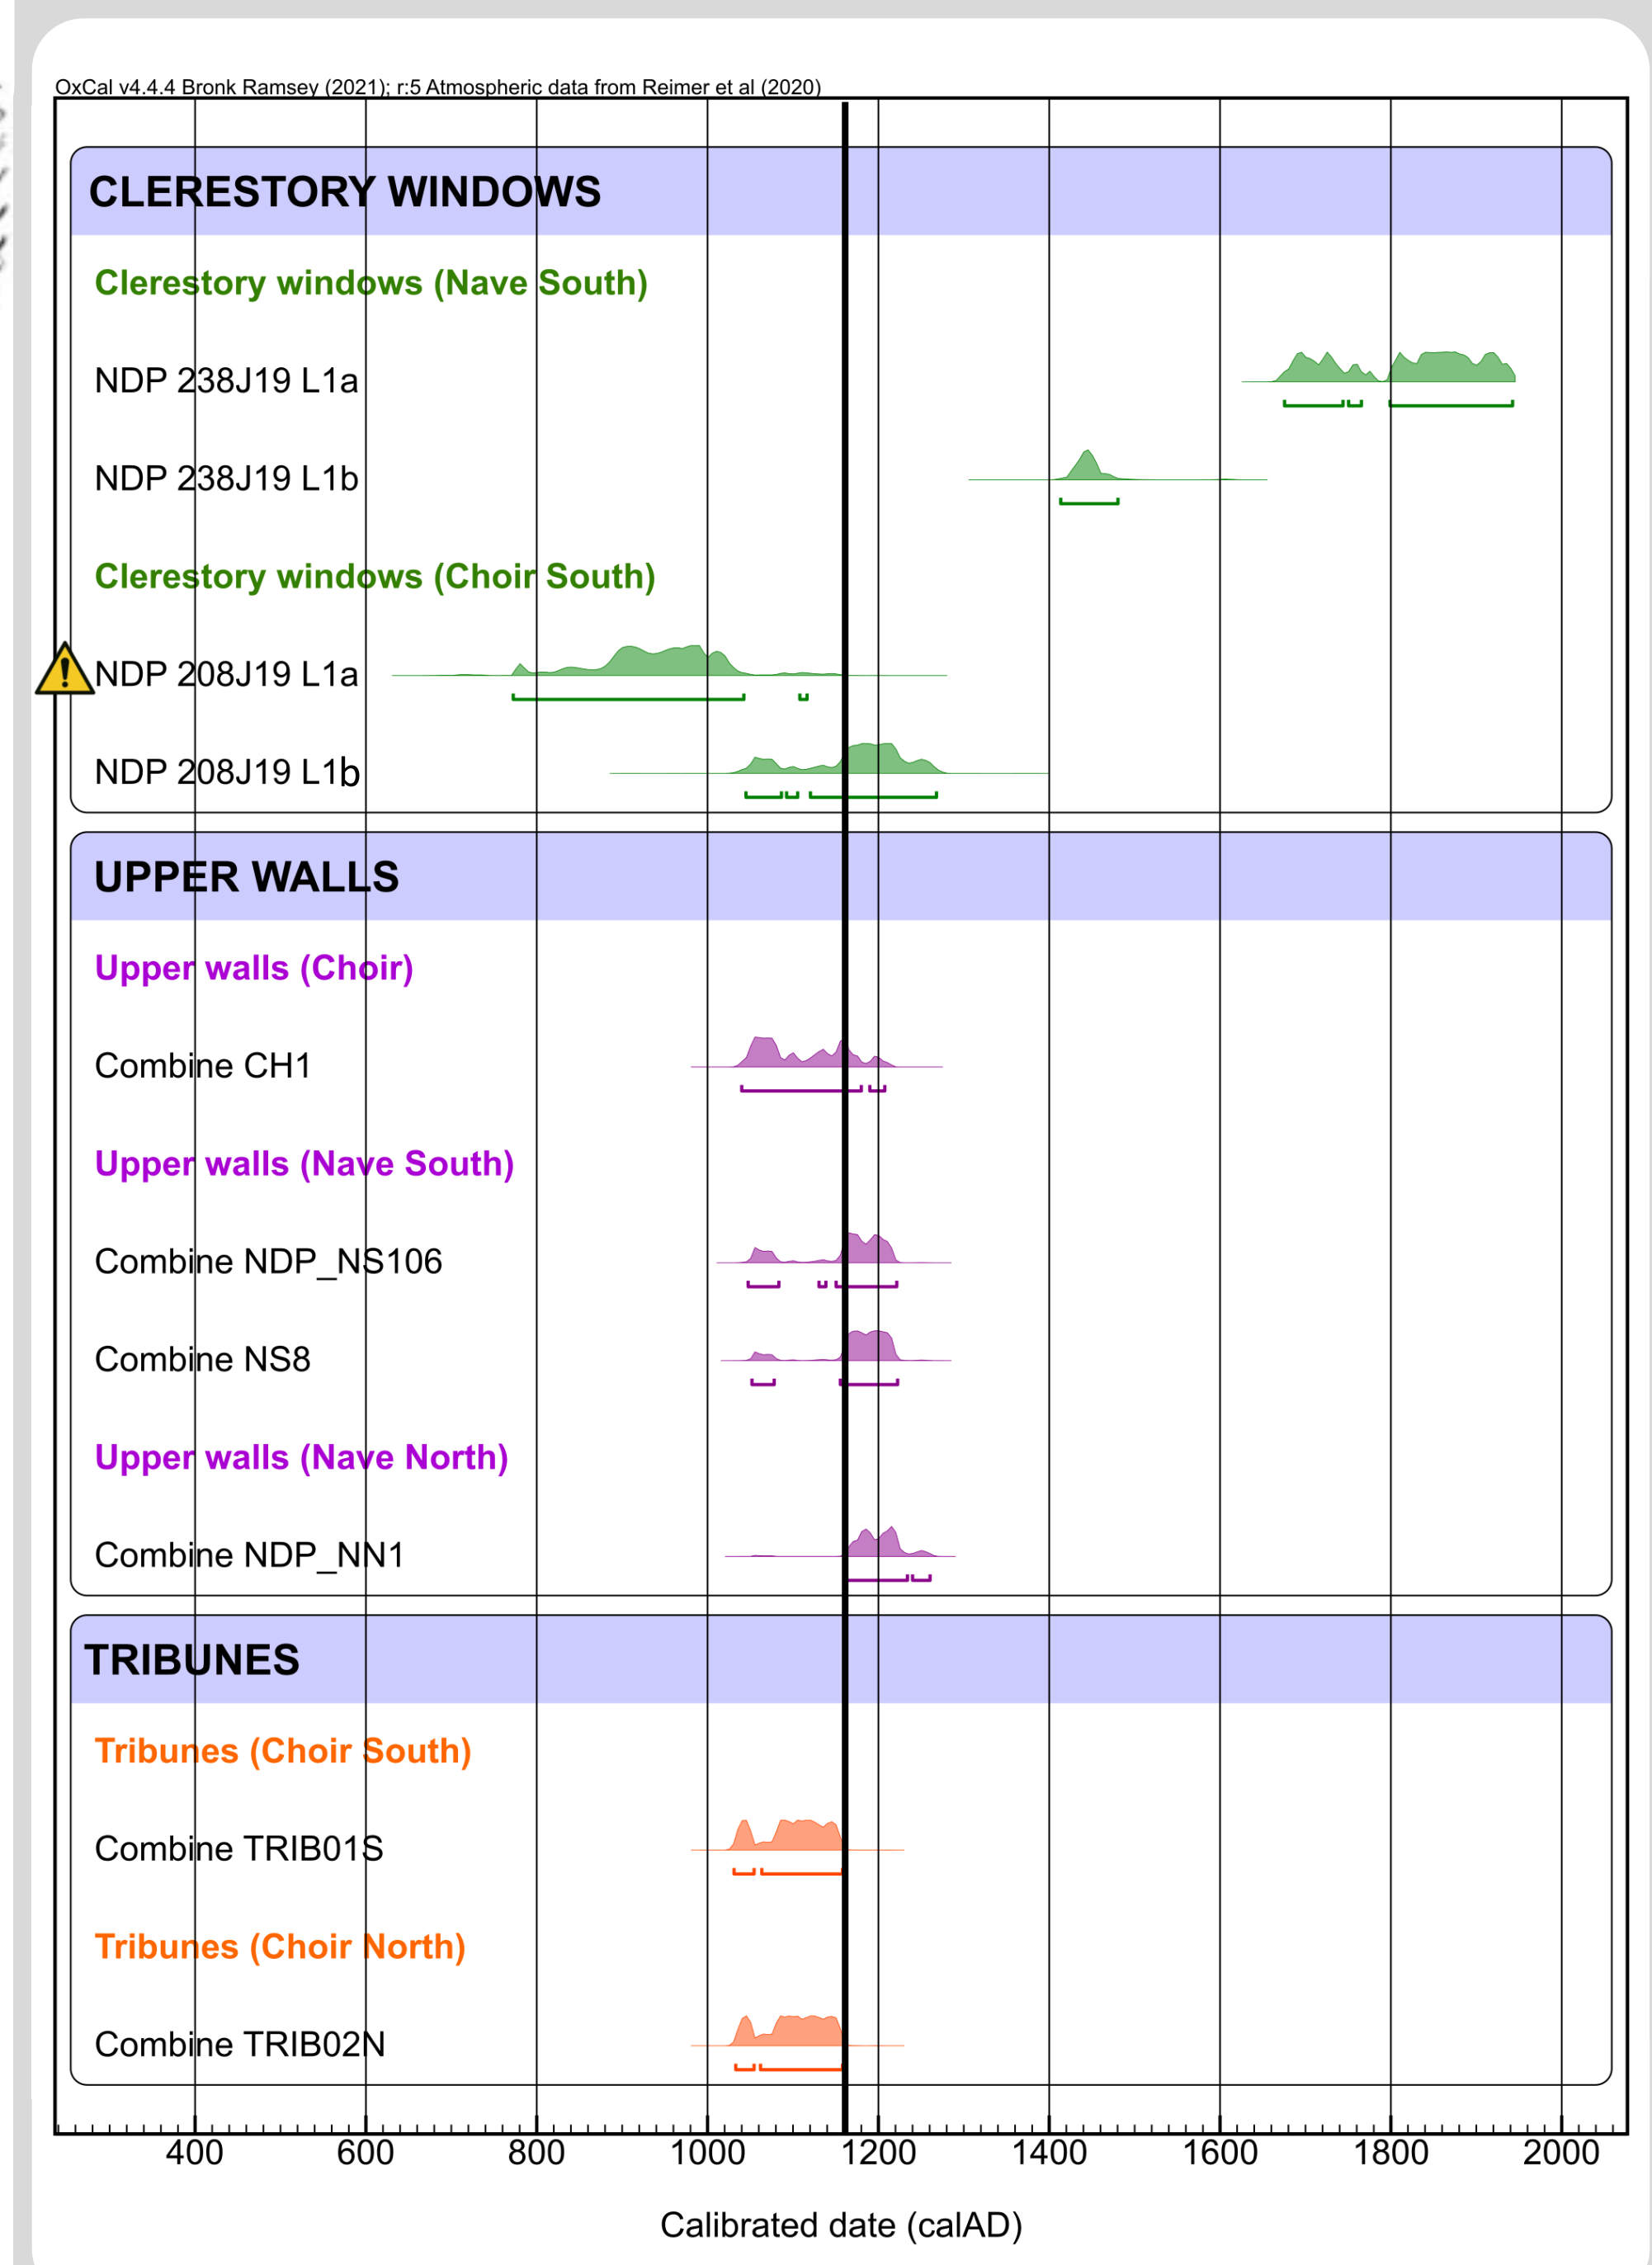 OxCal v4.4.4 Bronk Ramsey (2021); r:5 Atmospheric data from Reimer et al (2020)
CLERESTORY WINDOWS
Clerestory windows (Nave South)
NDP 238J19 L1a
NDP 238J19 L1b
Clerestory windows (Choir South)
NDP 208J19 L1a
NDP 208J19 L1b
UPPER WALLS
Upper walls (Choir)
Combine CH1
Upper walls (Nave South)
Combine NDP_NS106
Combine NS8
Upper walls (Nave North)
Combine NDP_NN1
TRIBUNES
Tribunes (Choir South)
Combine TRIB01S
Tribunes (Choir North)
Combine TRIB02N
400 600 800 1000 1200 1400 1600 1800 2000
Calibrated date (calAD)